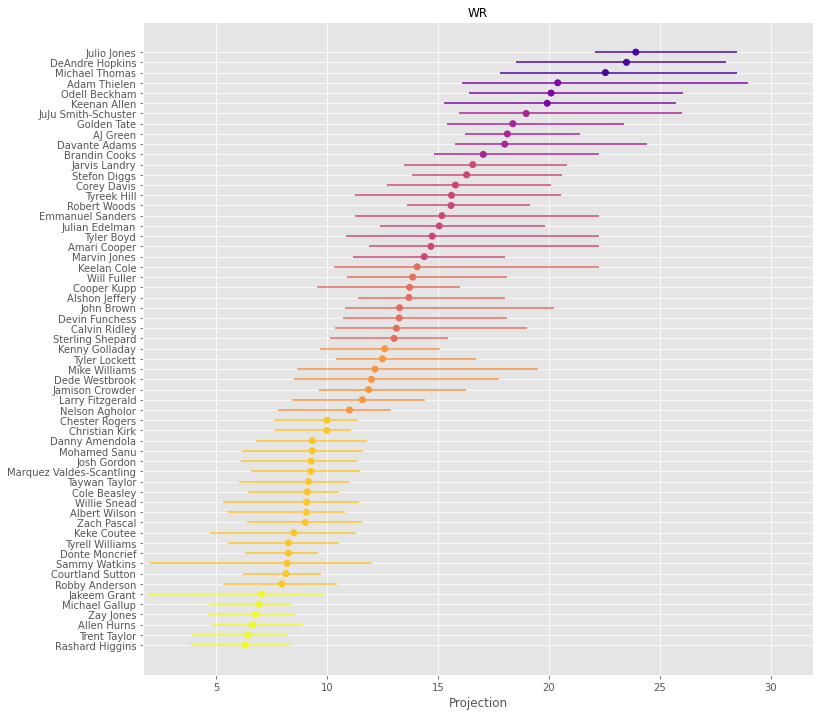 WR
Julio Jones
DeAndre Hopkins
Michael Thomas
Adam Thielen
Odell Beckham
Keenan Allen
JuJu Smith-Schuster
Golden Tate
AJ Green
Davante Adams
Brandin Cooks
Jarvis Landry
Stefon Diggs
Corey Davis
Tyreek Hill
Robert Woods
Emmanuel Sanders
Julian Edelman
Tyler Boyd
Amari Cooper
Marvin Jones
Keelan Cole
Will Fuller
Cooper Kupp
Alshon Jeffery
John Brown
Devin Funchess
Calvin Ridley
Sterling Shepard
Kenny Golladay
Tyler Lockett
Mike Williams
Dede Westbrook
Jamison Crowder
Larry Fitzgerald
Nelson Agholor
Chester Rogers
Christian Kirk
Danny Amendola
Mohamed Sanu
Josh Gordon
Marquez Valdes-Scantling
Taywan Taylor
Cole Beasley
Willie Snead
Albert Wilson
Zach Pascal
Keke Coutee
Tyrell Williams
Donte Moncrief
Sammy Watkins
Courtland Sutton
Robby Anderson
Jakeem Grant
Michael Gallup
Zay Jones
Allen Hurns
Trent Taylor
Rashard Higgins
5 10 15 20 25 30
Projection